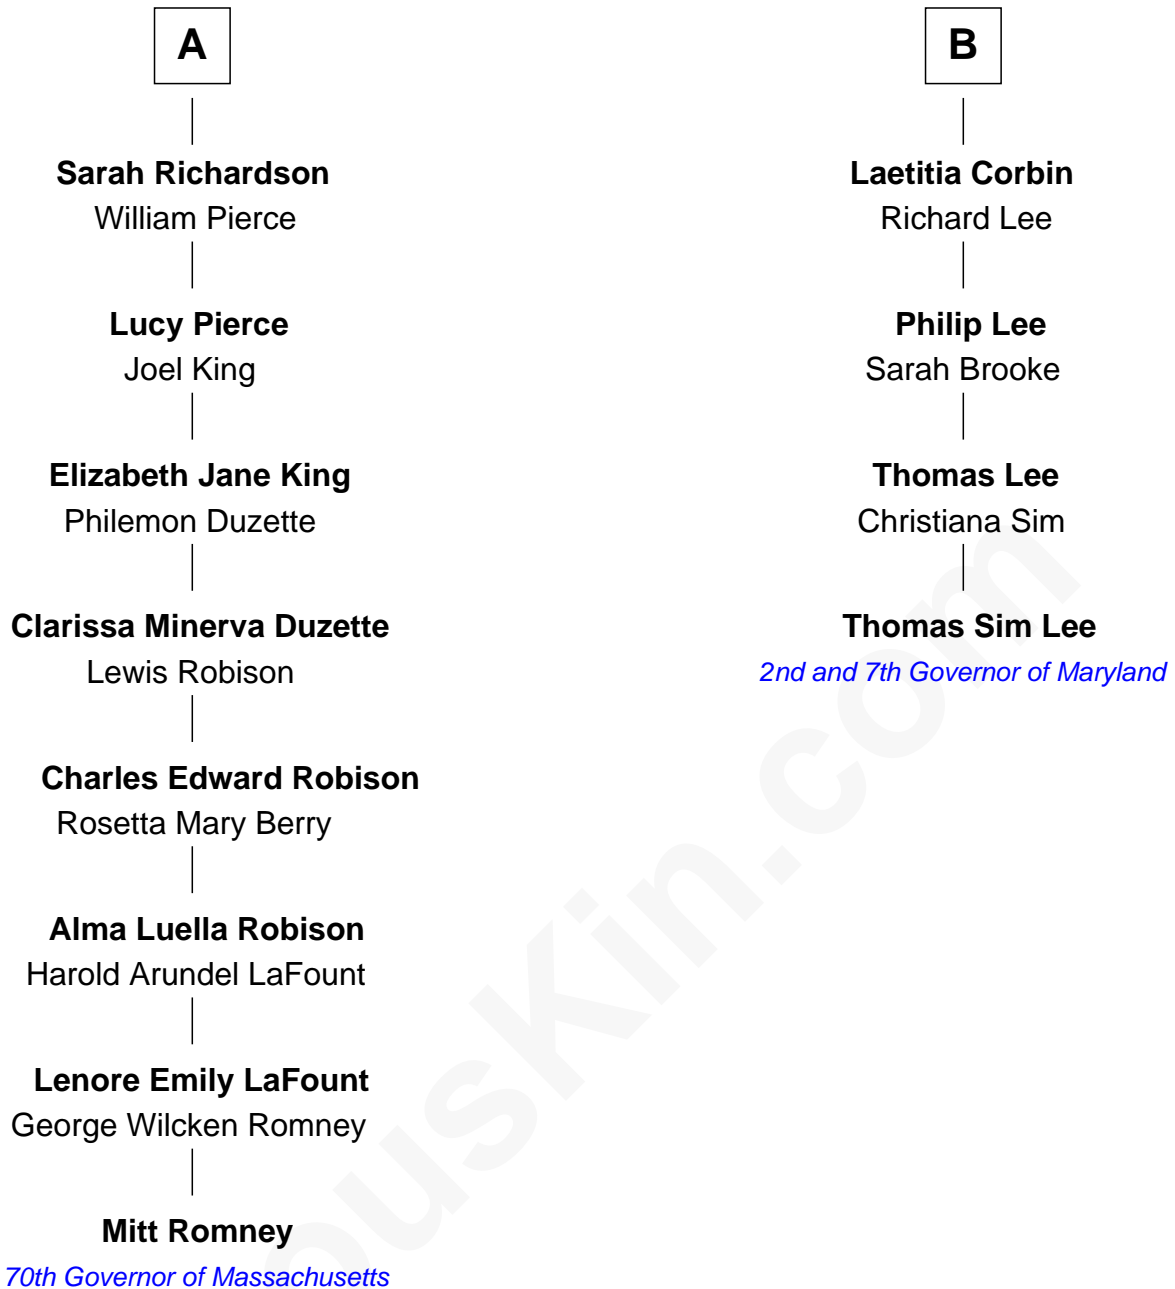 A
Sarah Richardson
William Pierce
Lucy Pierce
Joel King
Elizabeth Jane King
Philemon Duzette
Clarissa Minerva Duzette
Lewis Robison
Charles Edward Robison
Rosetta Mary Berry
Alma Luella Robison
Harold Arundel LaFount
Lenore Emily LaFount
George Wilcken Romney
Mitt Romney
70th Governor of Massachusetts
B
Laetitia Corbin
Richard Lee
Philip Lee
Sarah Brooke
Thomas Lee
Christiana Sim
Thomas Sim Lee
2nd and 7th Governor of Maryland
ousKin.com